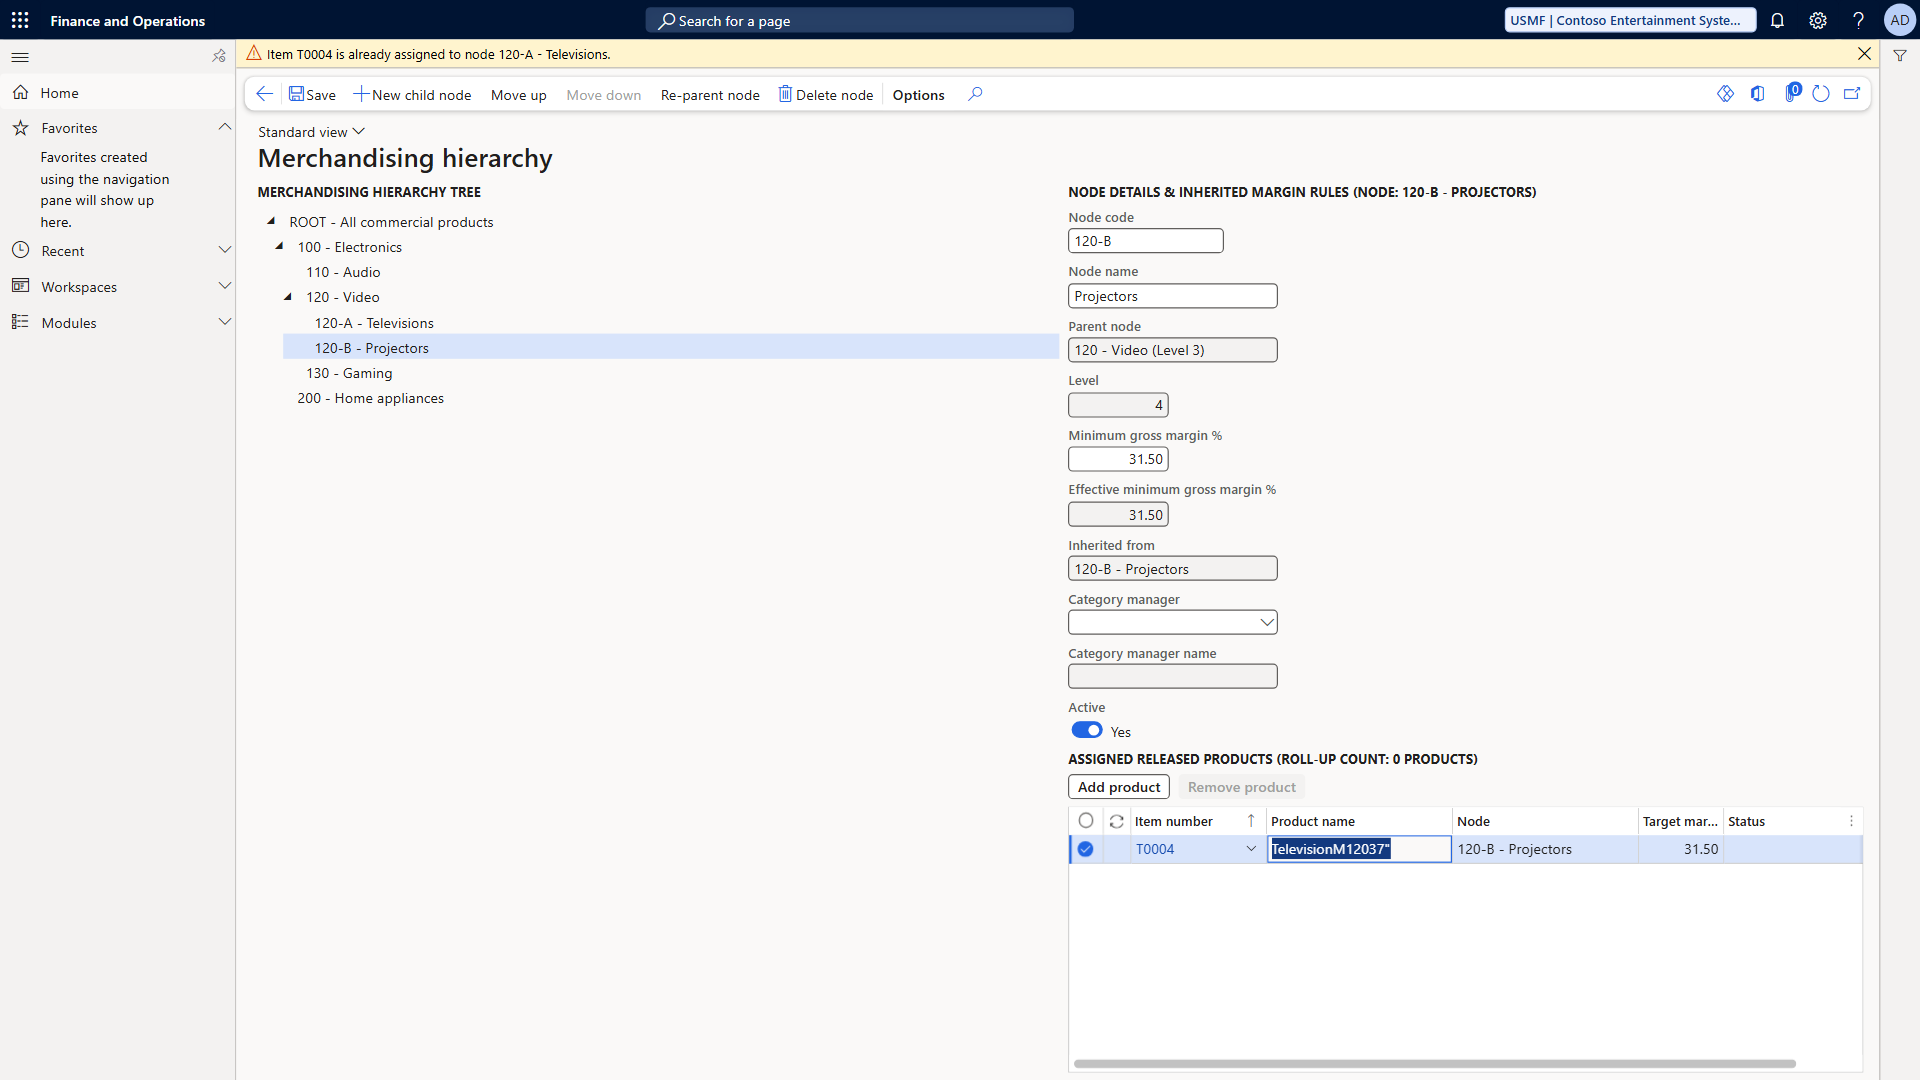 Finance and Operations
Search for a page
USMF | Contoso Entertainment Syste...
AD
Item T0004 is already assigned to node 120-A - Televisions.
Home
Favorites
Favorites created
using the navigation
pane will show up
here.
Recent
Workspaces
Modules
Save
New child node
Move up
Move down
Re-parent node
Delete node
Options
0
Standard view
Merchandising hierarchy
MERCHANDISING HIERARCHY TREE
ROOT - All commercial products
100 - Electronics
110 - Audio
120 - Video
120-A - Televisions
120-B - Projectors
130 - Gaming
200 - Home appliances
NODE DETAILS & INHERITED MARGIN RULES (NODE: 120-B - PROJECTORS)
Node code
120-B
Node name
Projectors
Parent node
120 - Video (Level 3)
Level
4
Minimum gross margin %
31.50
Effective minimum gross margin %
31.50
Inherited from
120-B - Projectors
Category manager
Category manager name
Active
Yes
ASSIGNED RELEASED PRODUCTS (ROLL-UP COUNT: 0 PRODUCTS)
Add product
Remove product
Item number
Product name
Node
Target mar...
Status
T0004
TelevisionM12037"
120-B - Projectors
31.50